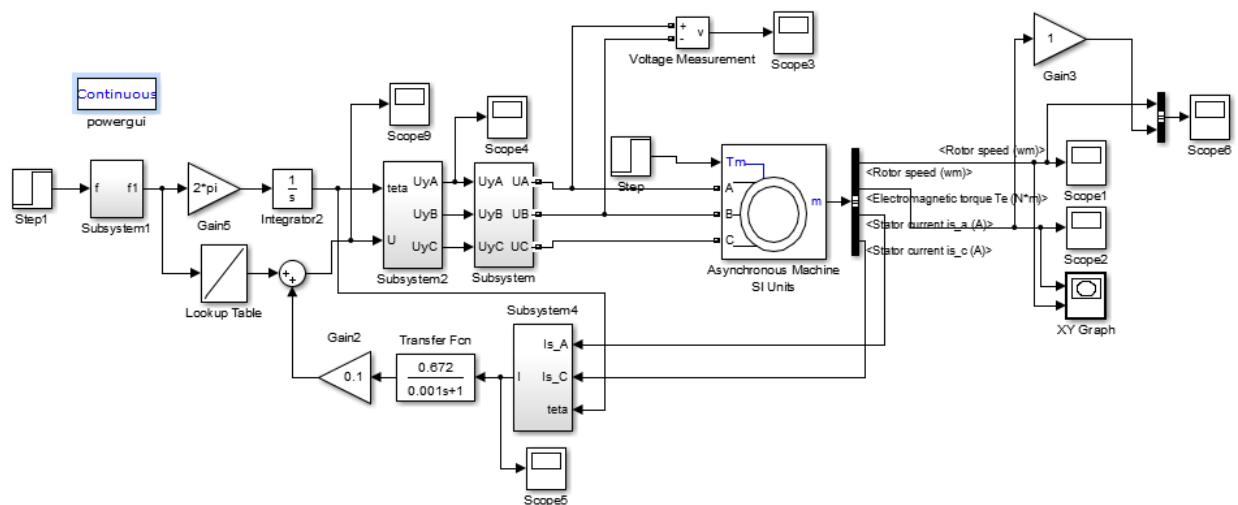 Continuous
powergui
Step1
f
f1
Subsystem1
2*pi
Gain5
1
s
Integrator2
Lookup Table
+
+
Scope9
teta
U
UyA
UyB
UyC
Subsystem2
Scope4
UyA
UyB
UyC
UA
UB
UC
Subsystem
+
-
v
Voltage Measurement
Scope3
Step
Tm
A
B
C
m
Asynchronous Machine
SI Units
<Rotor speed (wm)>
<Rotor speed (wm)>
<Electromagnetic torque Te (N*m)>
<Stator current is_a (A)>
<Stator current is_c (A)>
1
Gain3
Scope6
Scope1
Scope2
XY Graph
Subsystem4
Is_A
Is_C
teta
I
Scope5
Transfer Fcn
0.672
0.001s+1
Gain2
0.1